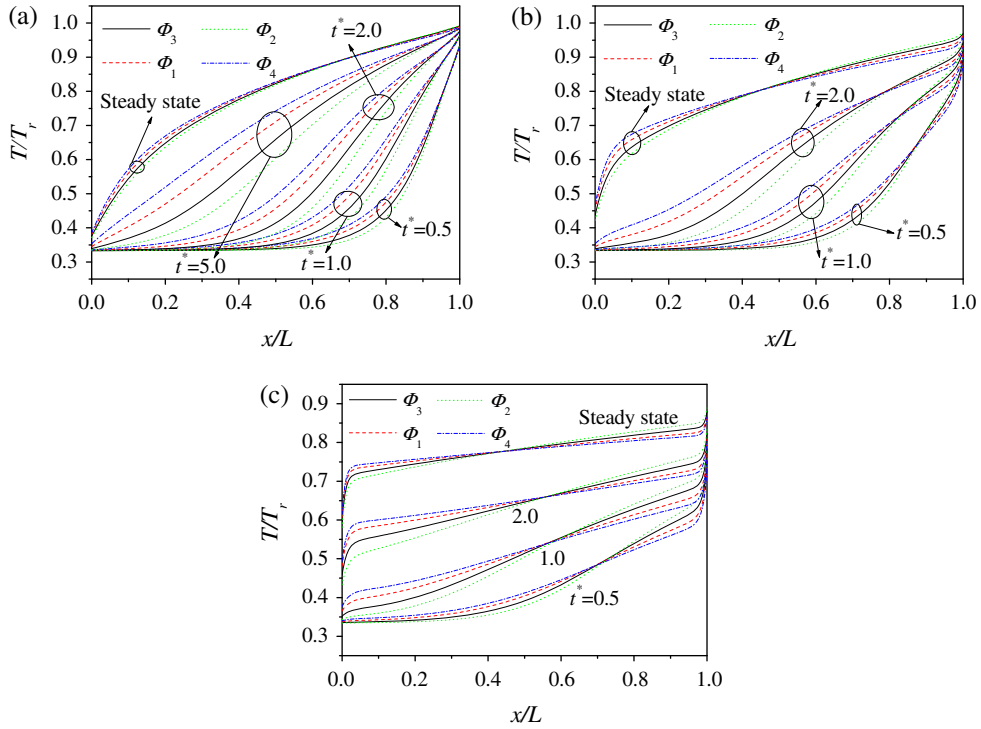 (a)
Φ3 Φ2
Φ1 Φ4
t*=2.0
Steady state
t*=0.5
t*=5.0 t*=1.0
T/Tr
1.0
0.9
0.8
0.7
0.6
0.5
0.4
0.3
0.0 0.2 0.4 0.6 0.8 1.0
x/L
(b)
Φ3 Φ2
Φ1 Φ4
Steady state
t*=2.0
t*=0.5
t*=1.0
T/Tr
1.0
0.9
0.8
0.7
0.6
0.5
0.4
0.3
0.0 0.2 0.4 0.6 0.8 1.0
x/L
(c)
Φ3 Φ2
Φ1 Φ4
Steady state
2.0
1.0
t*=0.5
T/Tr
0.9
0.8
0.7
0.6
0.5
0.4
0.3
0.0 0.2 0.4 0.6 0.8 1.0
x/L